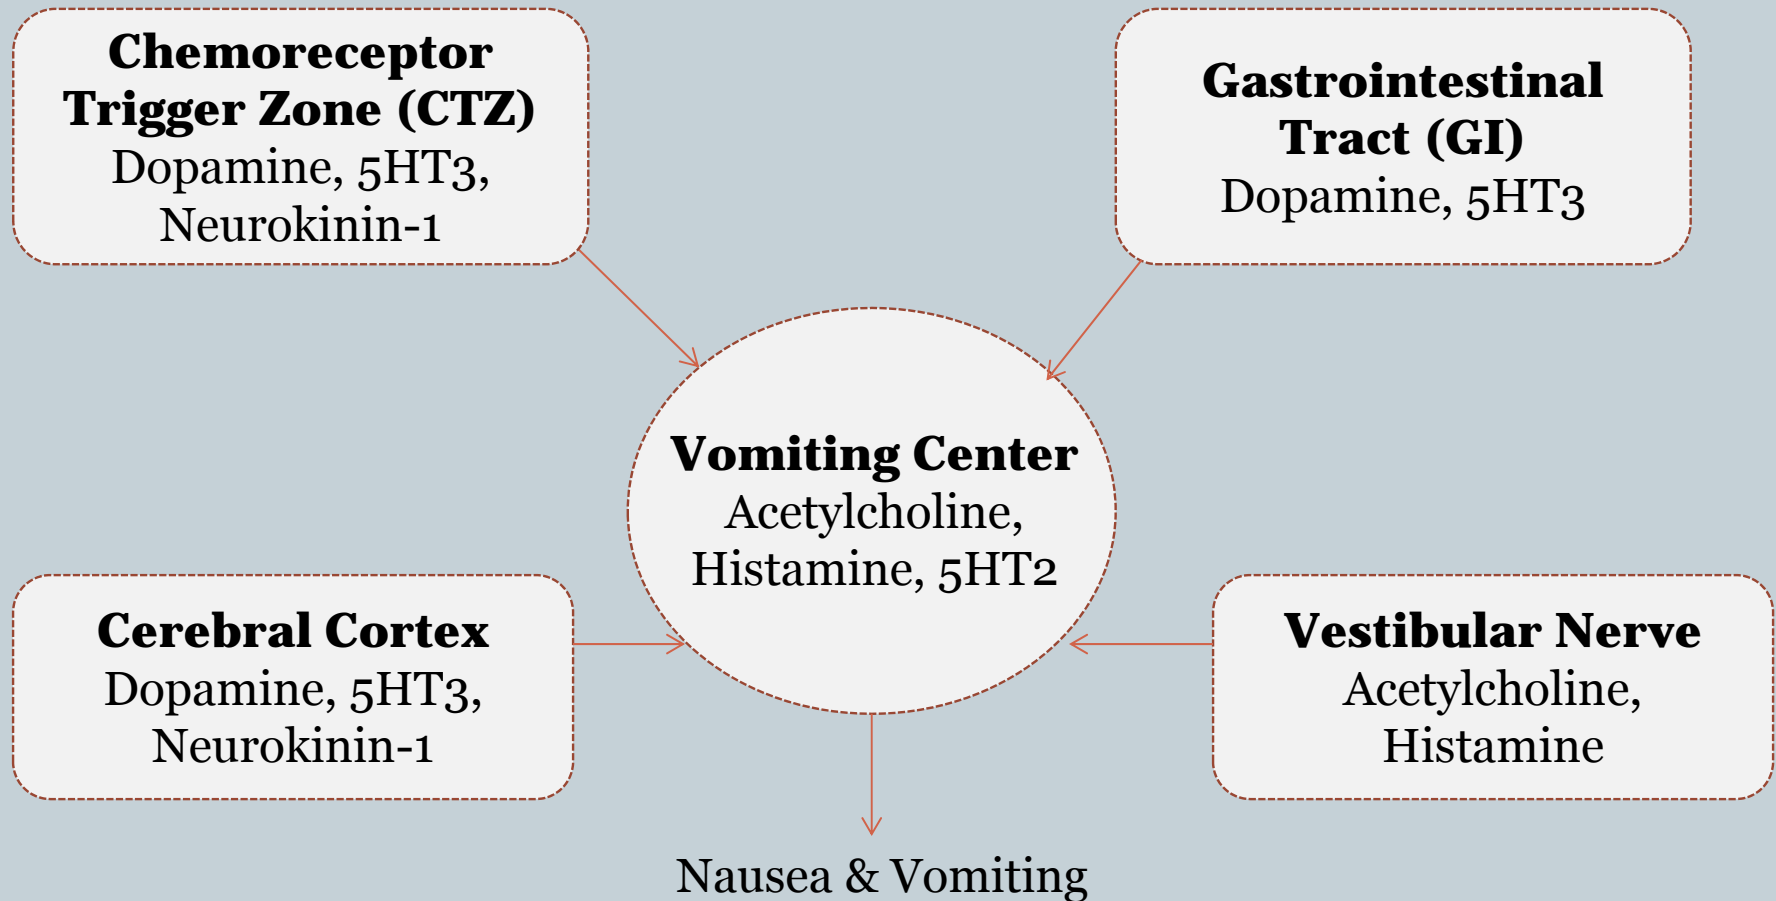 Chemoreceptor
Trigger Zone (CTZ)
Dopamine, 5HT3,
Neurokinin-1
Gastrointestinal
Tract (GI)
Dopamine, 5HT3
Vomiting Center
Acetylcholine,
Histamine, 5HT2
Cerebral Cortex
Dopamine, 5HT3,
Neurokinin-1
Vestibular Nerve
Acetylcholine,
Histamine
Nausea & Vomiting